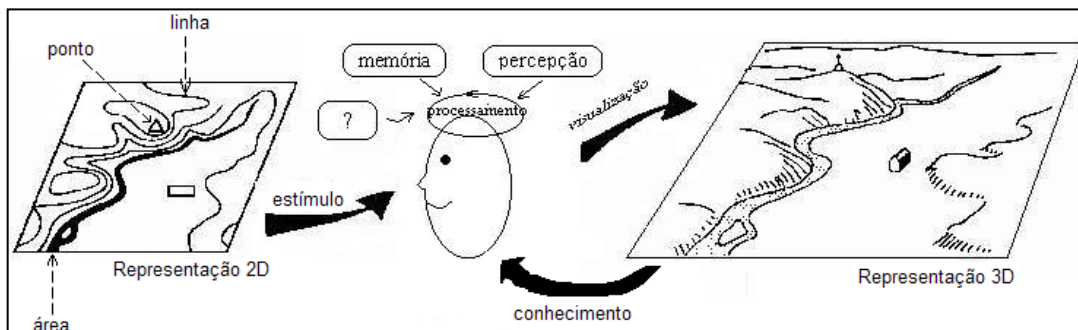 linha
ponto
memória
percepção
processamento
?
visualização
estímulo
Representação 2D
Representação 3D
conhecimento
área